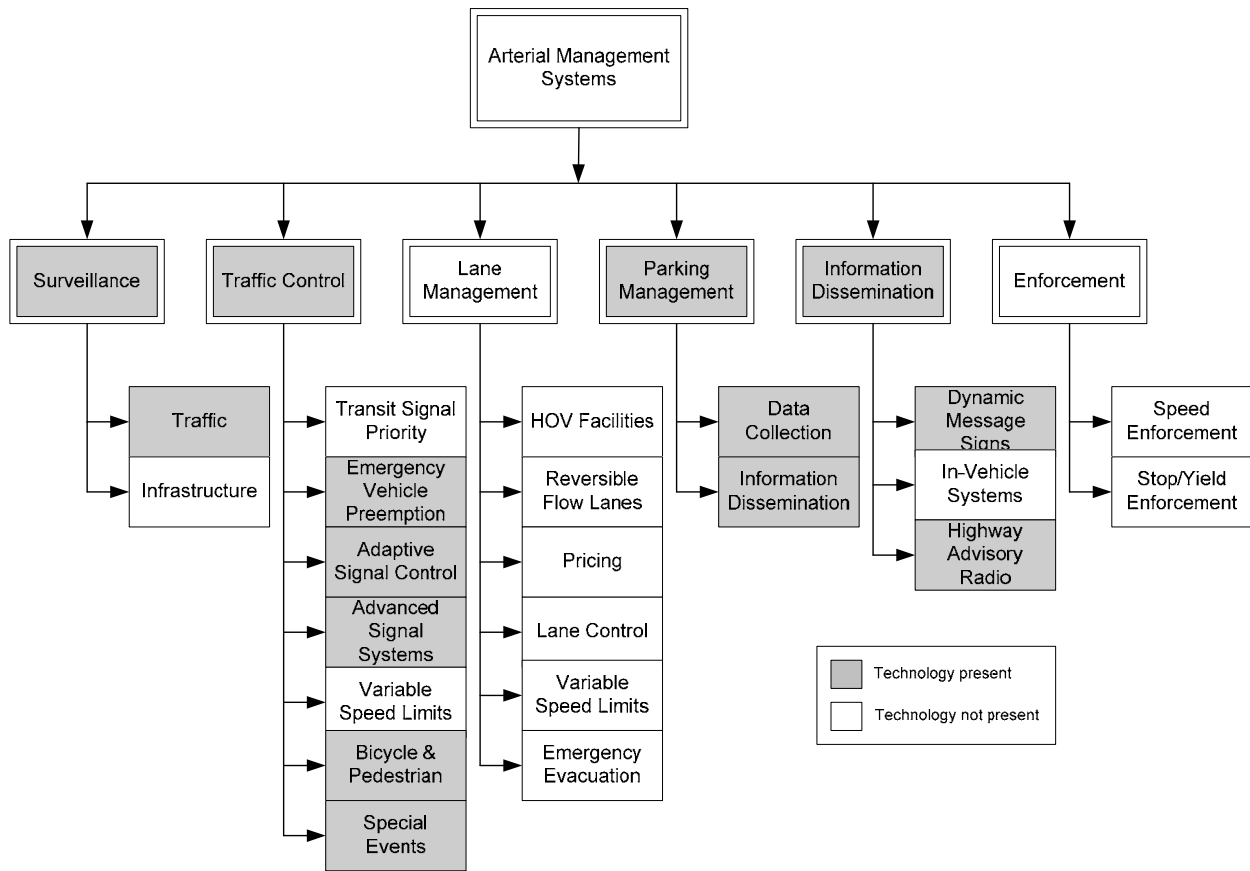 Arterial Management
Systems
Surveillance
Traffic Control
Lane
Management
Parking
Management
Information
Dissemination
Enforcement
Traffic
Infrastructure
Transit Signal
Priority
Emergency
Vehicle
Preemption
Adaptive
Signal Control
Advanced
Signal
Systems
Variable
Speed Limits
Bicycle &
Pedestrian
Special
Events
HOV Facilities
Reversible
Flow Lanes
Pricing
Lane Control
Variable
Speed Limits
Emergency
Evacuation
Data
Collection
Information
Dissemination
Dynamic
Message
Signs
In-Vehicle
Systems
Highway
Advisory
Radio
Speed
Enforcement
Stop/Yield
Enforcement
Technology present
Technology not present